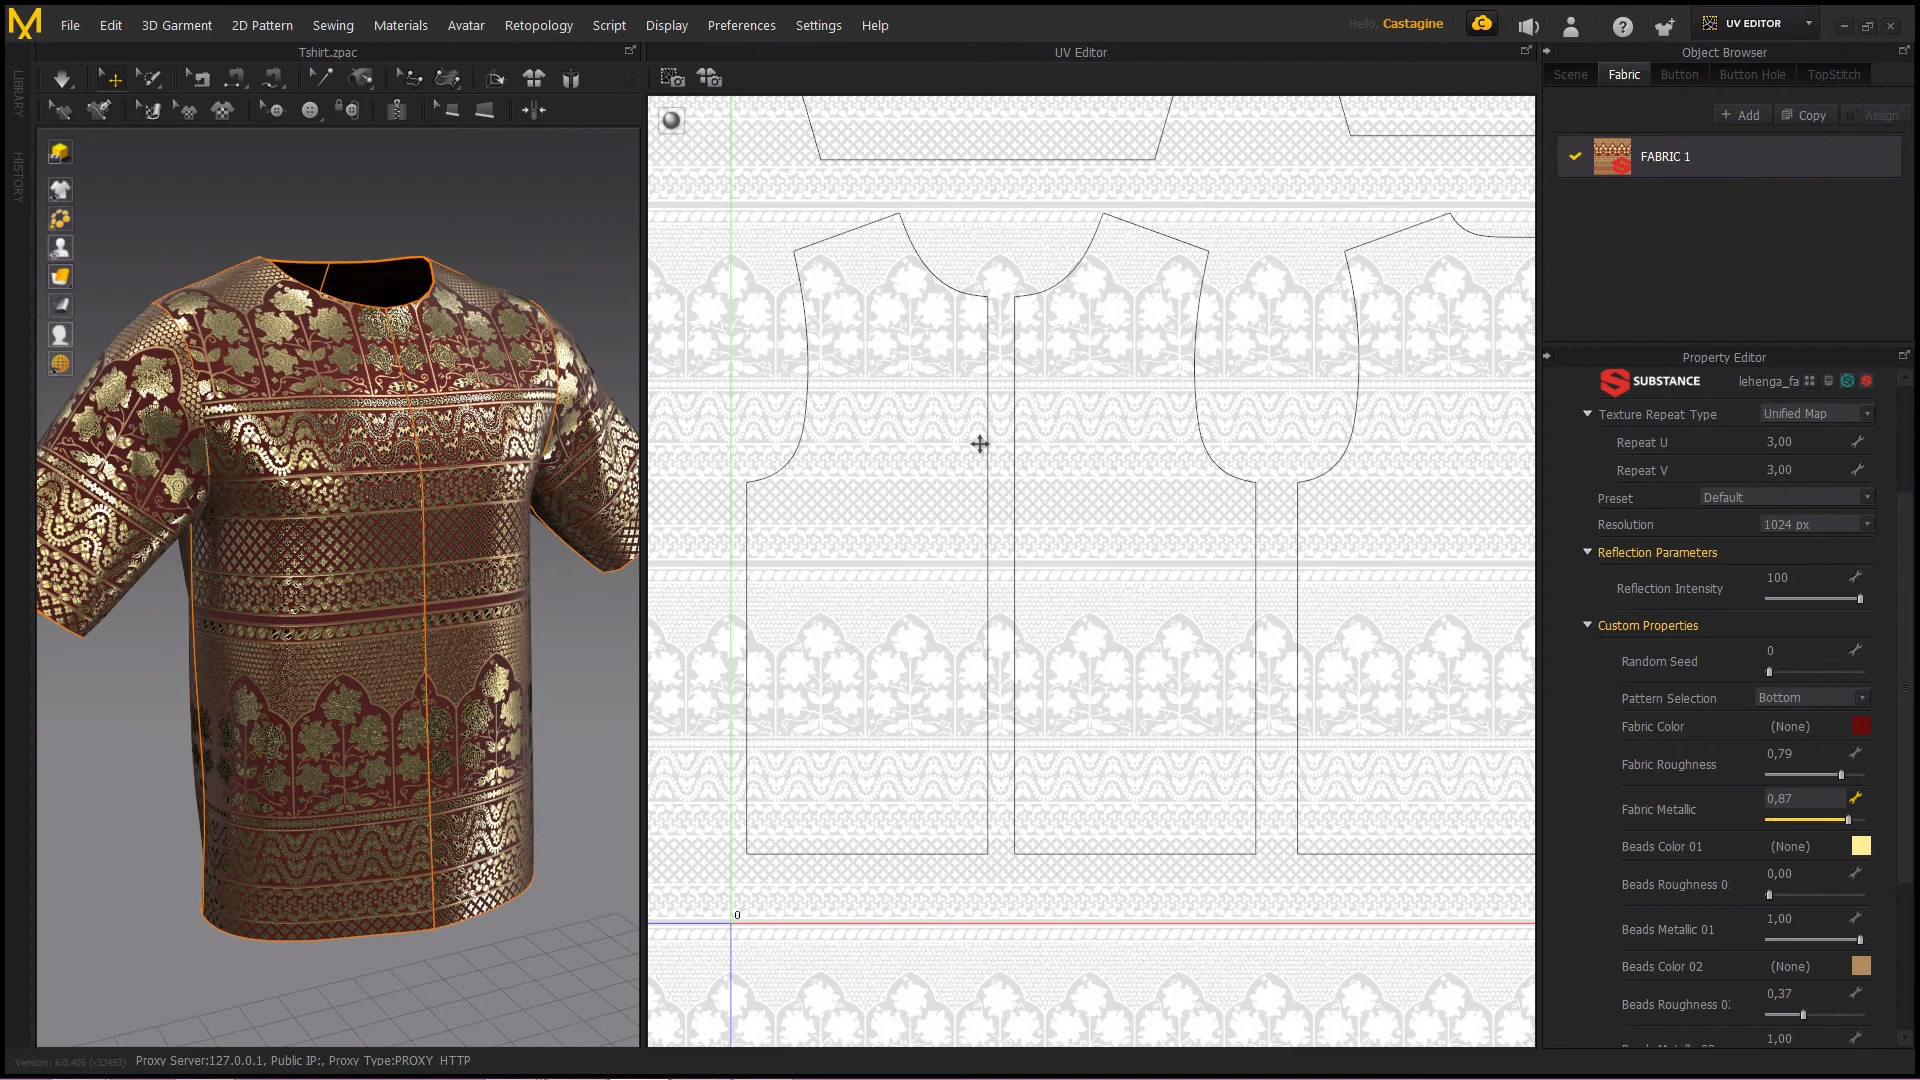 File Edit 3D Garment 2D Pattern Sewing Materials Avatar Retopology Script Display Preferences Settings Help
Hello, Castagine
UV EDITOR
Tshirt.zpac
UV Editor
Object Browser
LIBRARY
HISTORY
Scene Fabric Button Button Hole TopStitch
+ Add Copy Assign
FABRIC 1
Property Editor
SUBSTANCE lehenga_fa
Texture Repeat Type Unified Map
Repeat U 3,00
Repeat V 3,00
Preset Default
Resolution 1024 px
Reflection Parameters
Reflection Intensity 100
Custom Properties
Random Seed 0
Pattern Selection Bottom
Fabric Color (None)
Fabric Roughness 0,79
Fabric Metallic 0,87
Beads Color 01 (None)
Beads Roughness 0 0,00
Beads Metallic 01 1,00
Beads Color 02 (None)
Beads Roughness 0 0,37
1,00
0
Version: 6.0.405 (r32493) Proxy Server:127.0.0.1, Public IP:, Proxy Type:PROXY HTTP